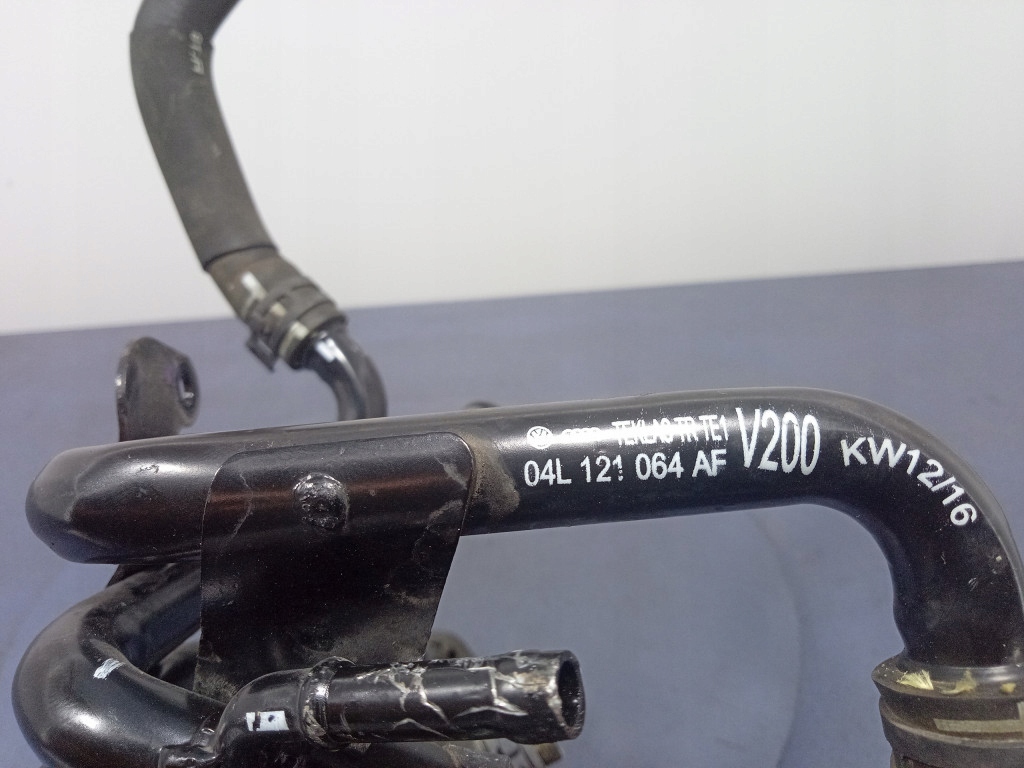 TEKLAS-TR TE1
04L 121 064 AF V200
KW12/16